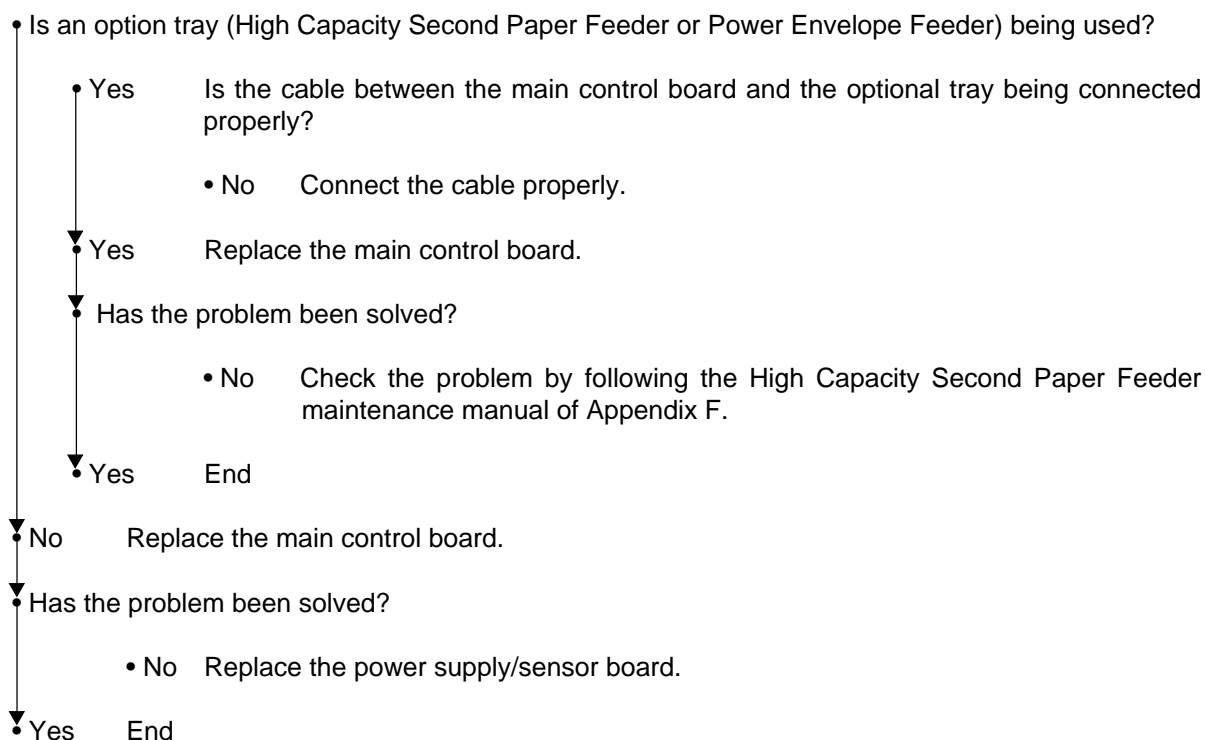 • Is an option tray (High Capacity Second Paper Feeder or Power Envelope Feeder) being used?
• Yes Is the cable between the main control board and the optional tray being connected
properly?
• No Connect the cable properly.
• Yes Replace the main control board.
• Has the problem been solved?
• No Check the problem by following the High Capacity Second Paper Feeder
maintenance manual of Appendix F.
• Yes End
• No Replace the main control board.
• Has the problem been solved?
• No Replace the power supply/sensor board.
• Yes End